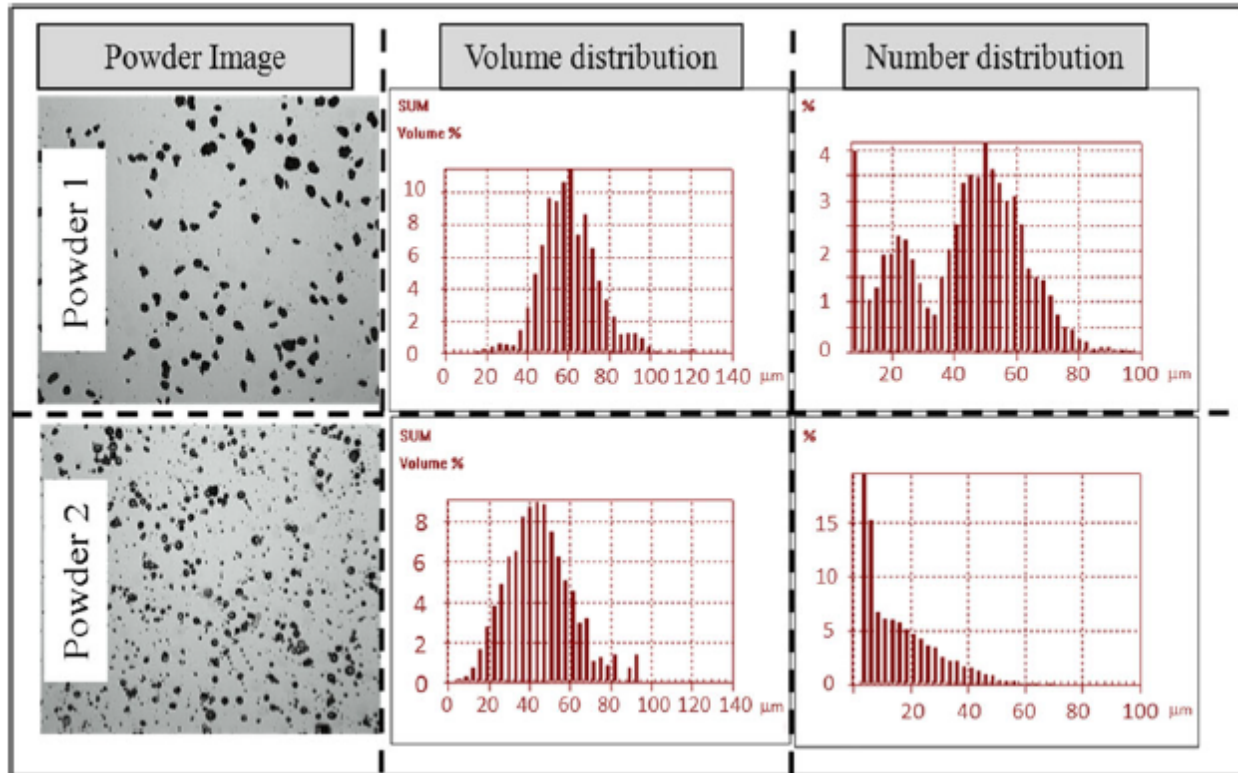 Powder Image
Volume distribution
Number distribution
Powder 1
SUM
Volume %
10
8
6
4
2
0
0 20 40 60 80 100 120 140 μm
%
4
3
2
1
0
20 40 60 80 100 μm
Powder 2
SUM
Volume %
8
6
4
2
0
0 20 40 60 80 100 120 140 μm
%
15
10
5
0
20 40 60 80 100 μm